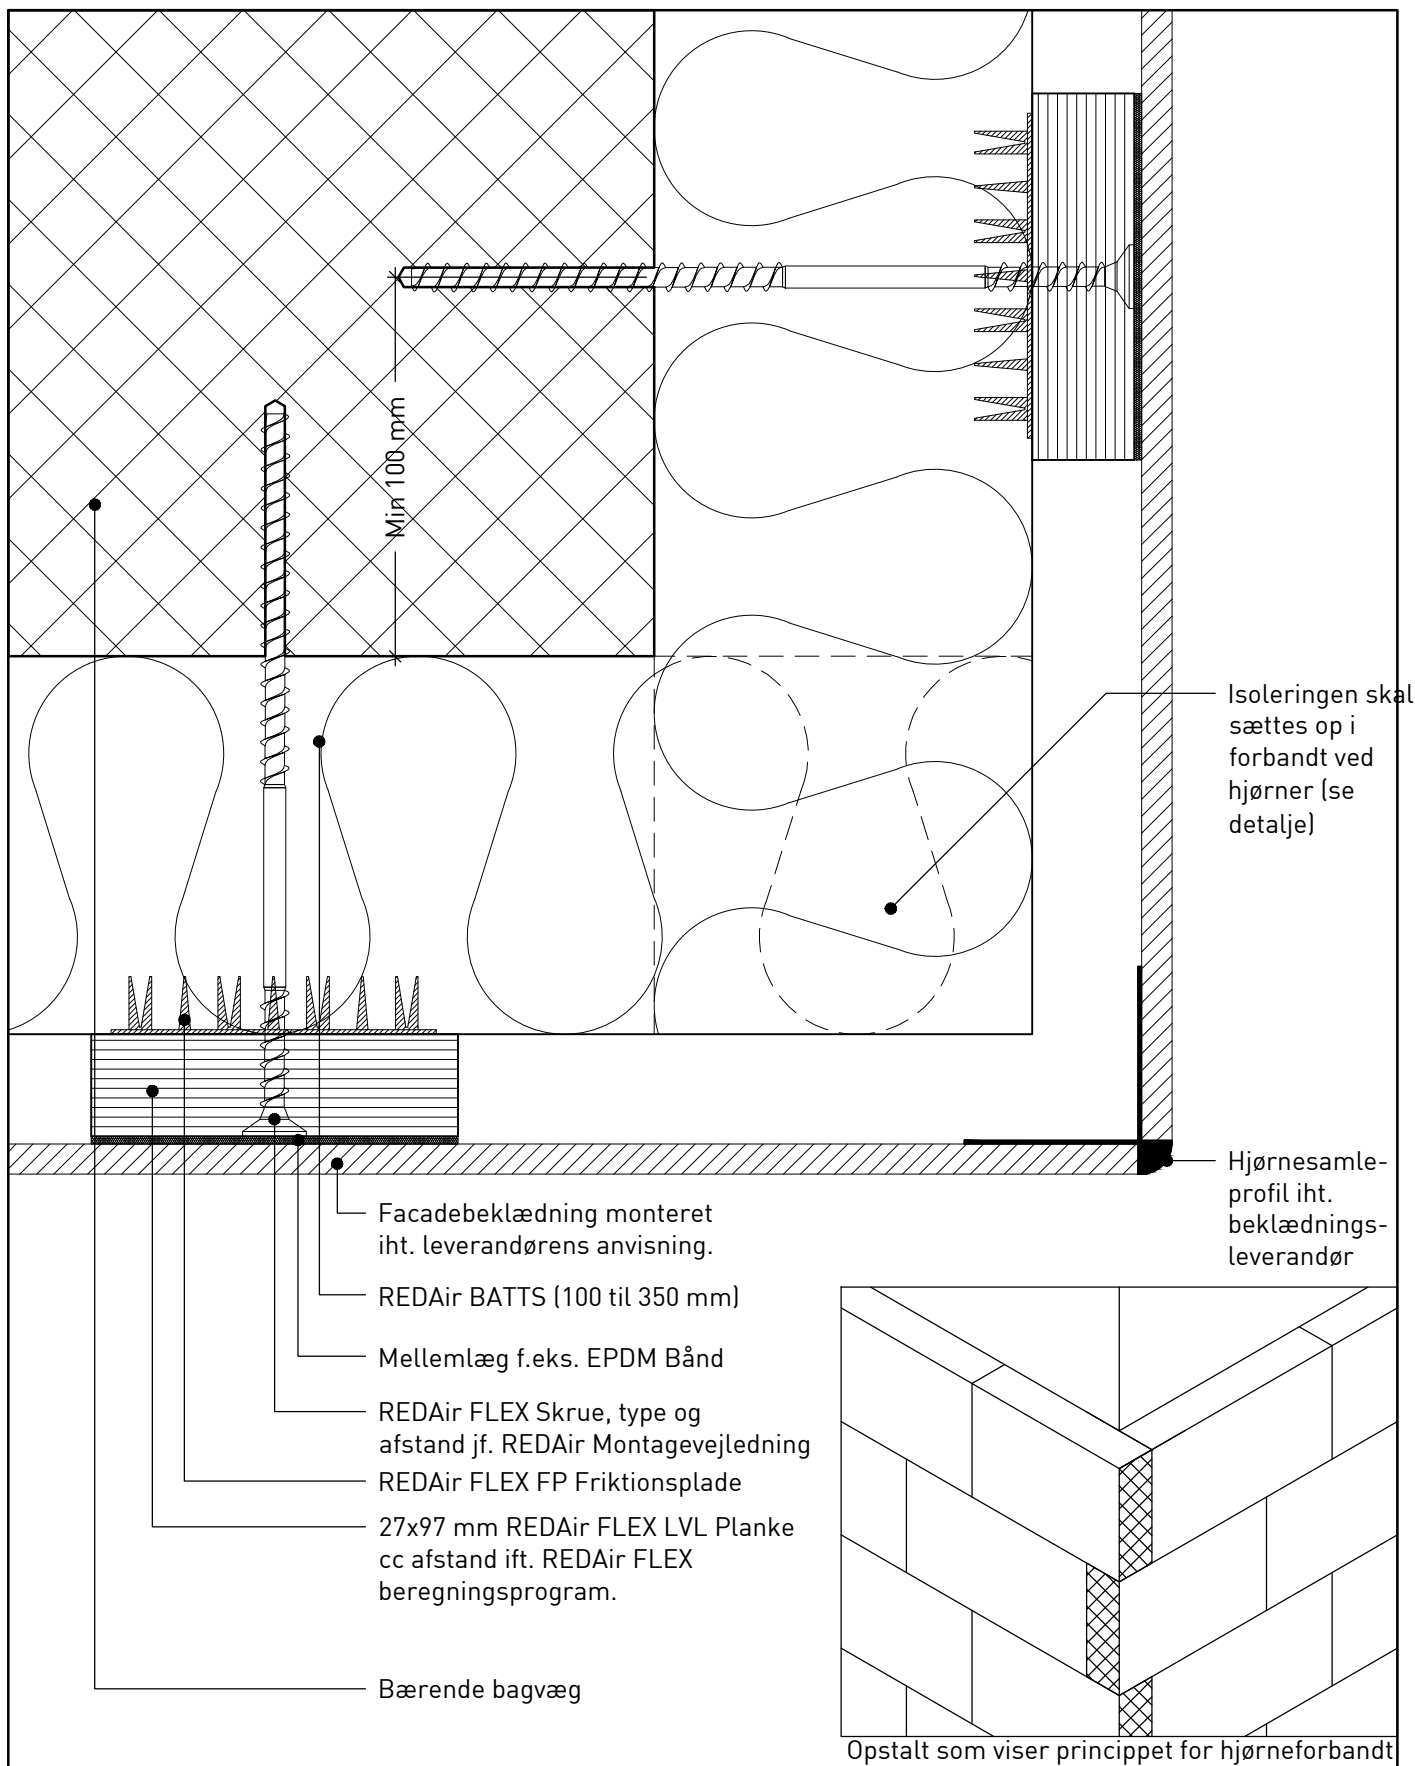 Min 100 mm
Isoleringen skal
sættes op i
forbandt ved
hjørner (se
detalje)
Hjørnesamle-
profil iht.
beklædnings-
leverandør
Facadebeklædning monteret
iht. leverandørens anvisning.
REDAir BATTS (100 til 350 mm)
Mellemlæg f.eks. EPDM Bånd
REDAir FLEX Skrue, type og
afstand jf. REDAir Montagevejledning
REDAir FLEX FP Friktionsplade
27x97 mm REDAir FLEX LVL Planke
cc afstand ift. REDAir FLEX
beregningsprogram.
Bærende bagvæg
Opstalt som viser princippet for hjørneforbandt